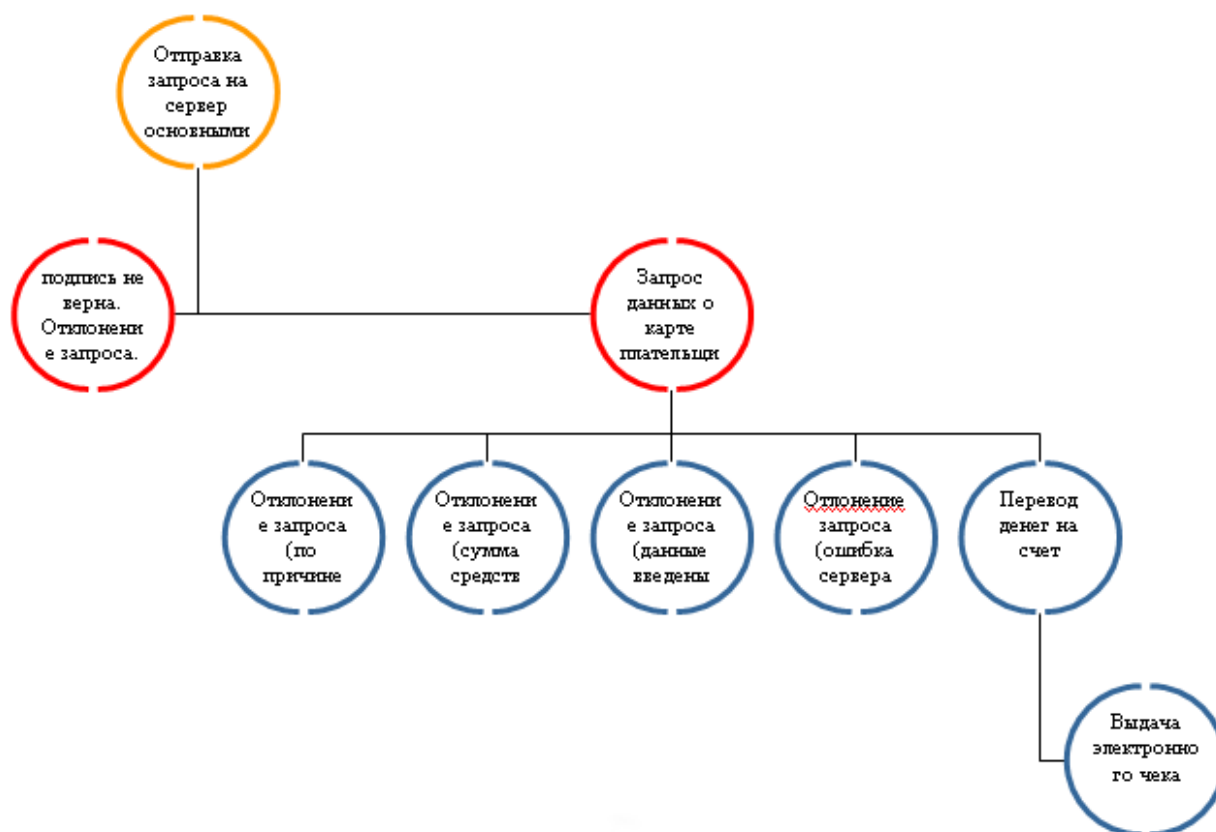 Отправка
запроса на
сервер
основными
подпись не
верна.
Отклонени
е запроса.
Запрос
данных о
карте
плательщи
Отклонени
е запроса
(по
причине
Отклонени
е запроса
(сумма
средств
Отклонени
е запроса
(данные
введены
Отлонение
запроса
(ошибка
сервера
Перевод
денег на
счет
Выдача
электронно
го чека